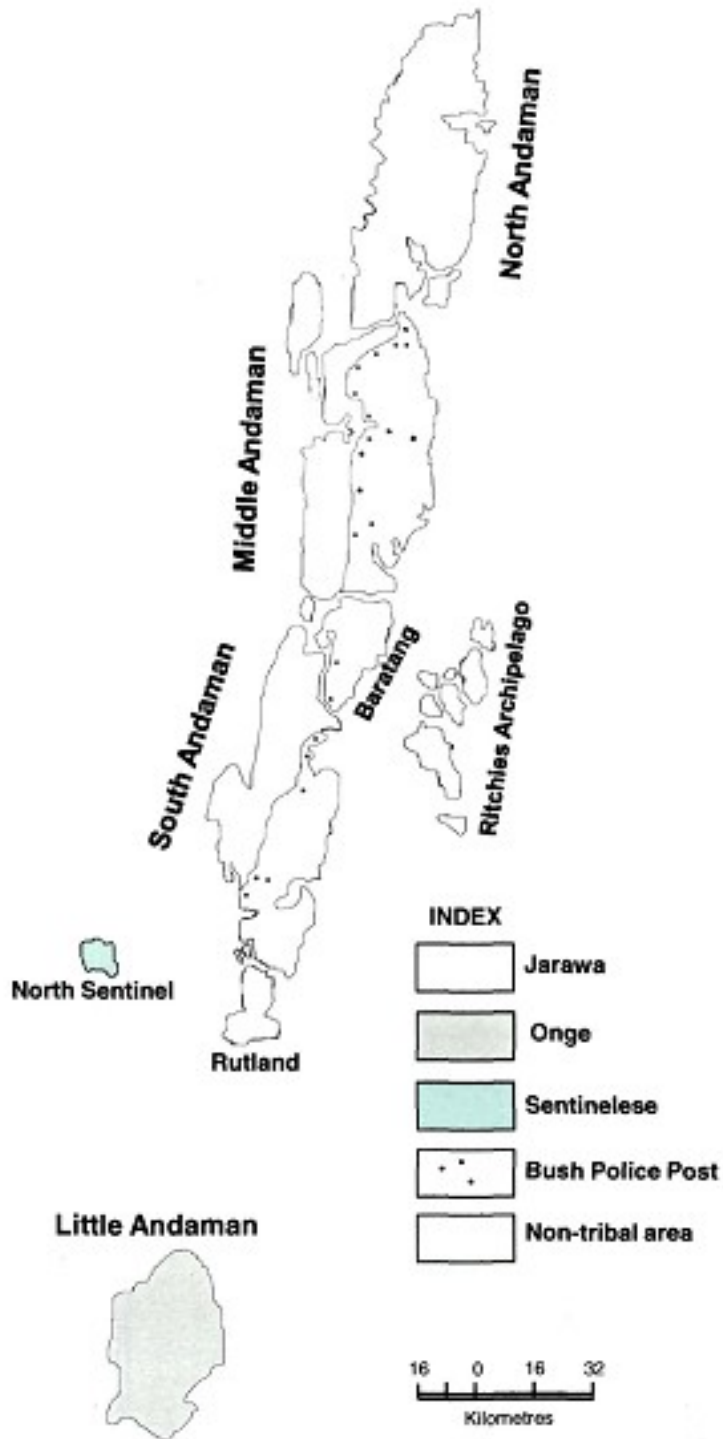 North Andaman
Middle Andaman
Baratang
Ritchies Archipelago
South Andaman
North Sentinel
Rutland
INDEX
Jarawa
Onge
Sentinelese
Bush Police Post
Non-tribal area
Little Andaman
16 0 16 32
Kilometres